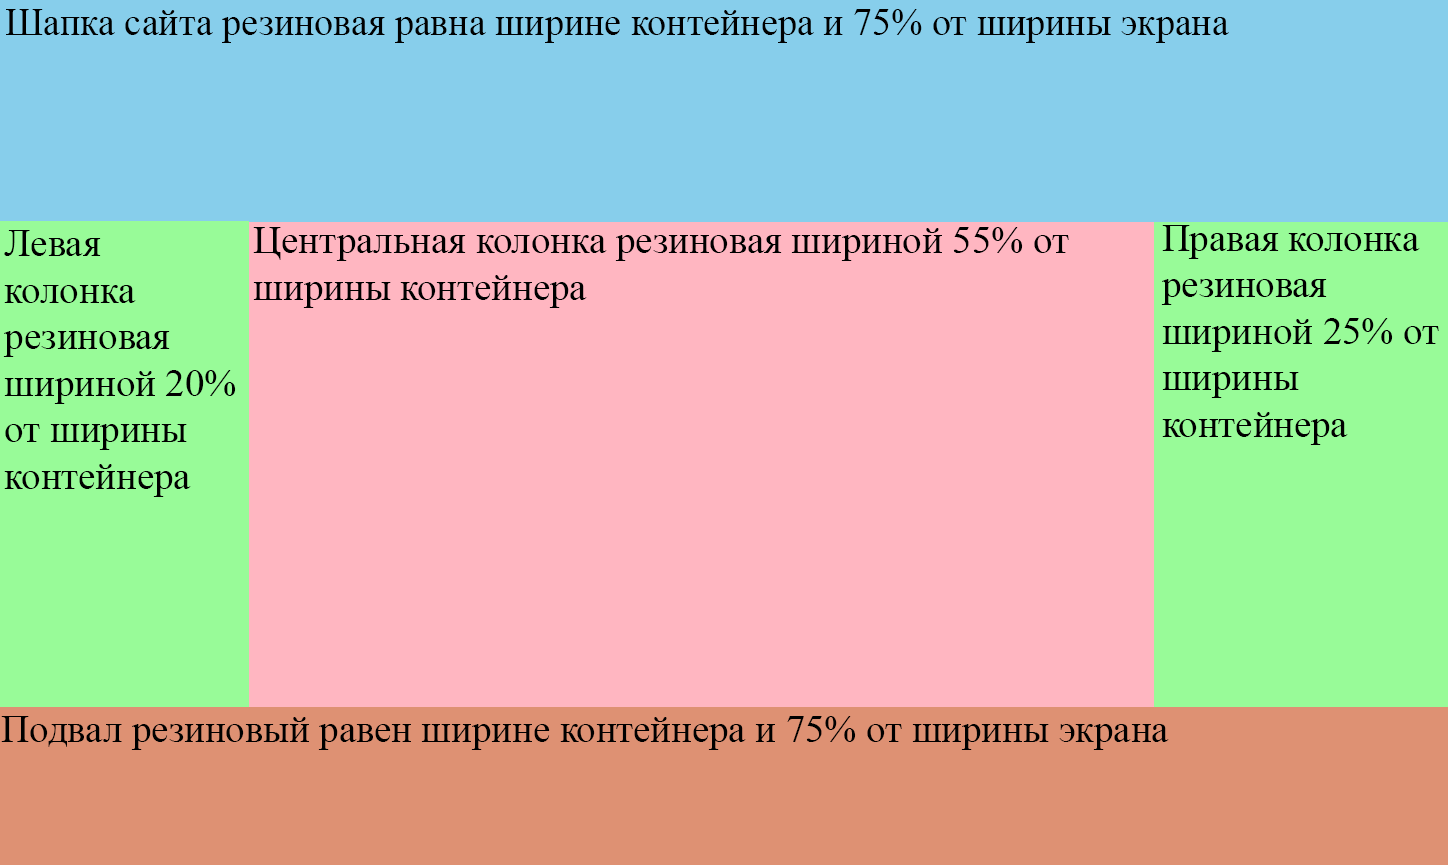 Шапка сайта резиновая равна ширине контейнера и 75% от ширины экрана
Левая
колонка
резиновая
шириной 20%
от ширины
контейнера
Центральная колонка резиновая шириной 55% от
ширины контейнера
Правая колонка
резиновая
шириной 25% от
ширины
контейнера
Подвал резиновый равен ширине контейнера и 75% от ширины экрана